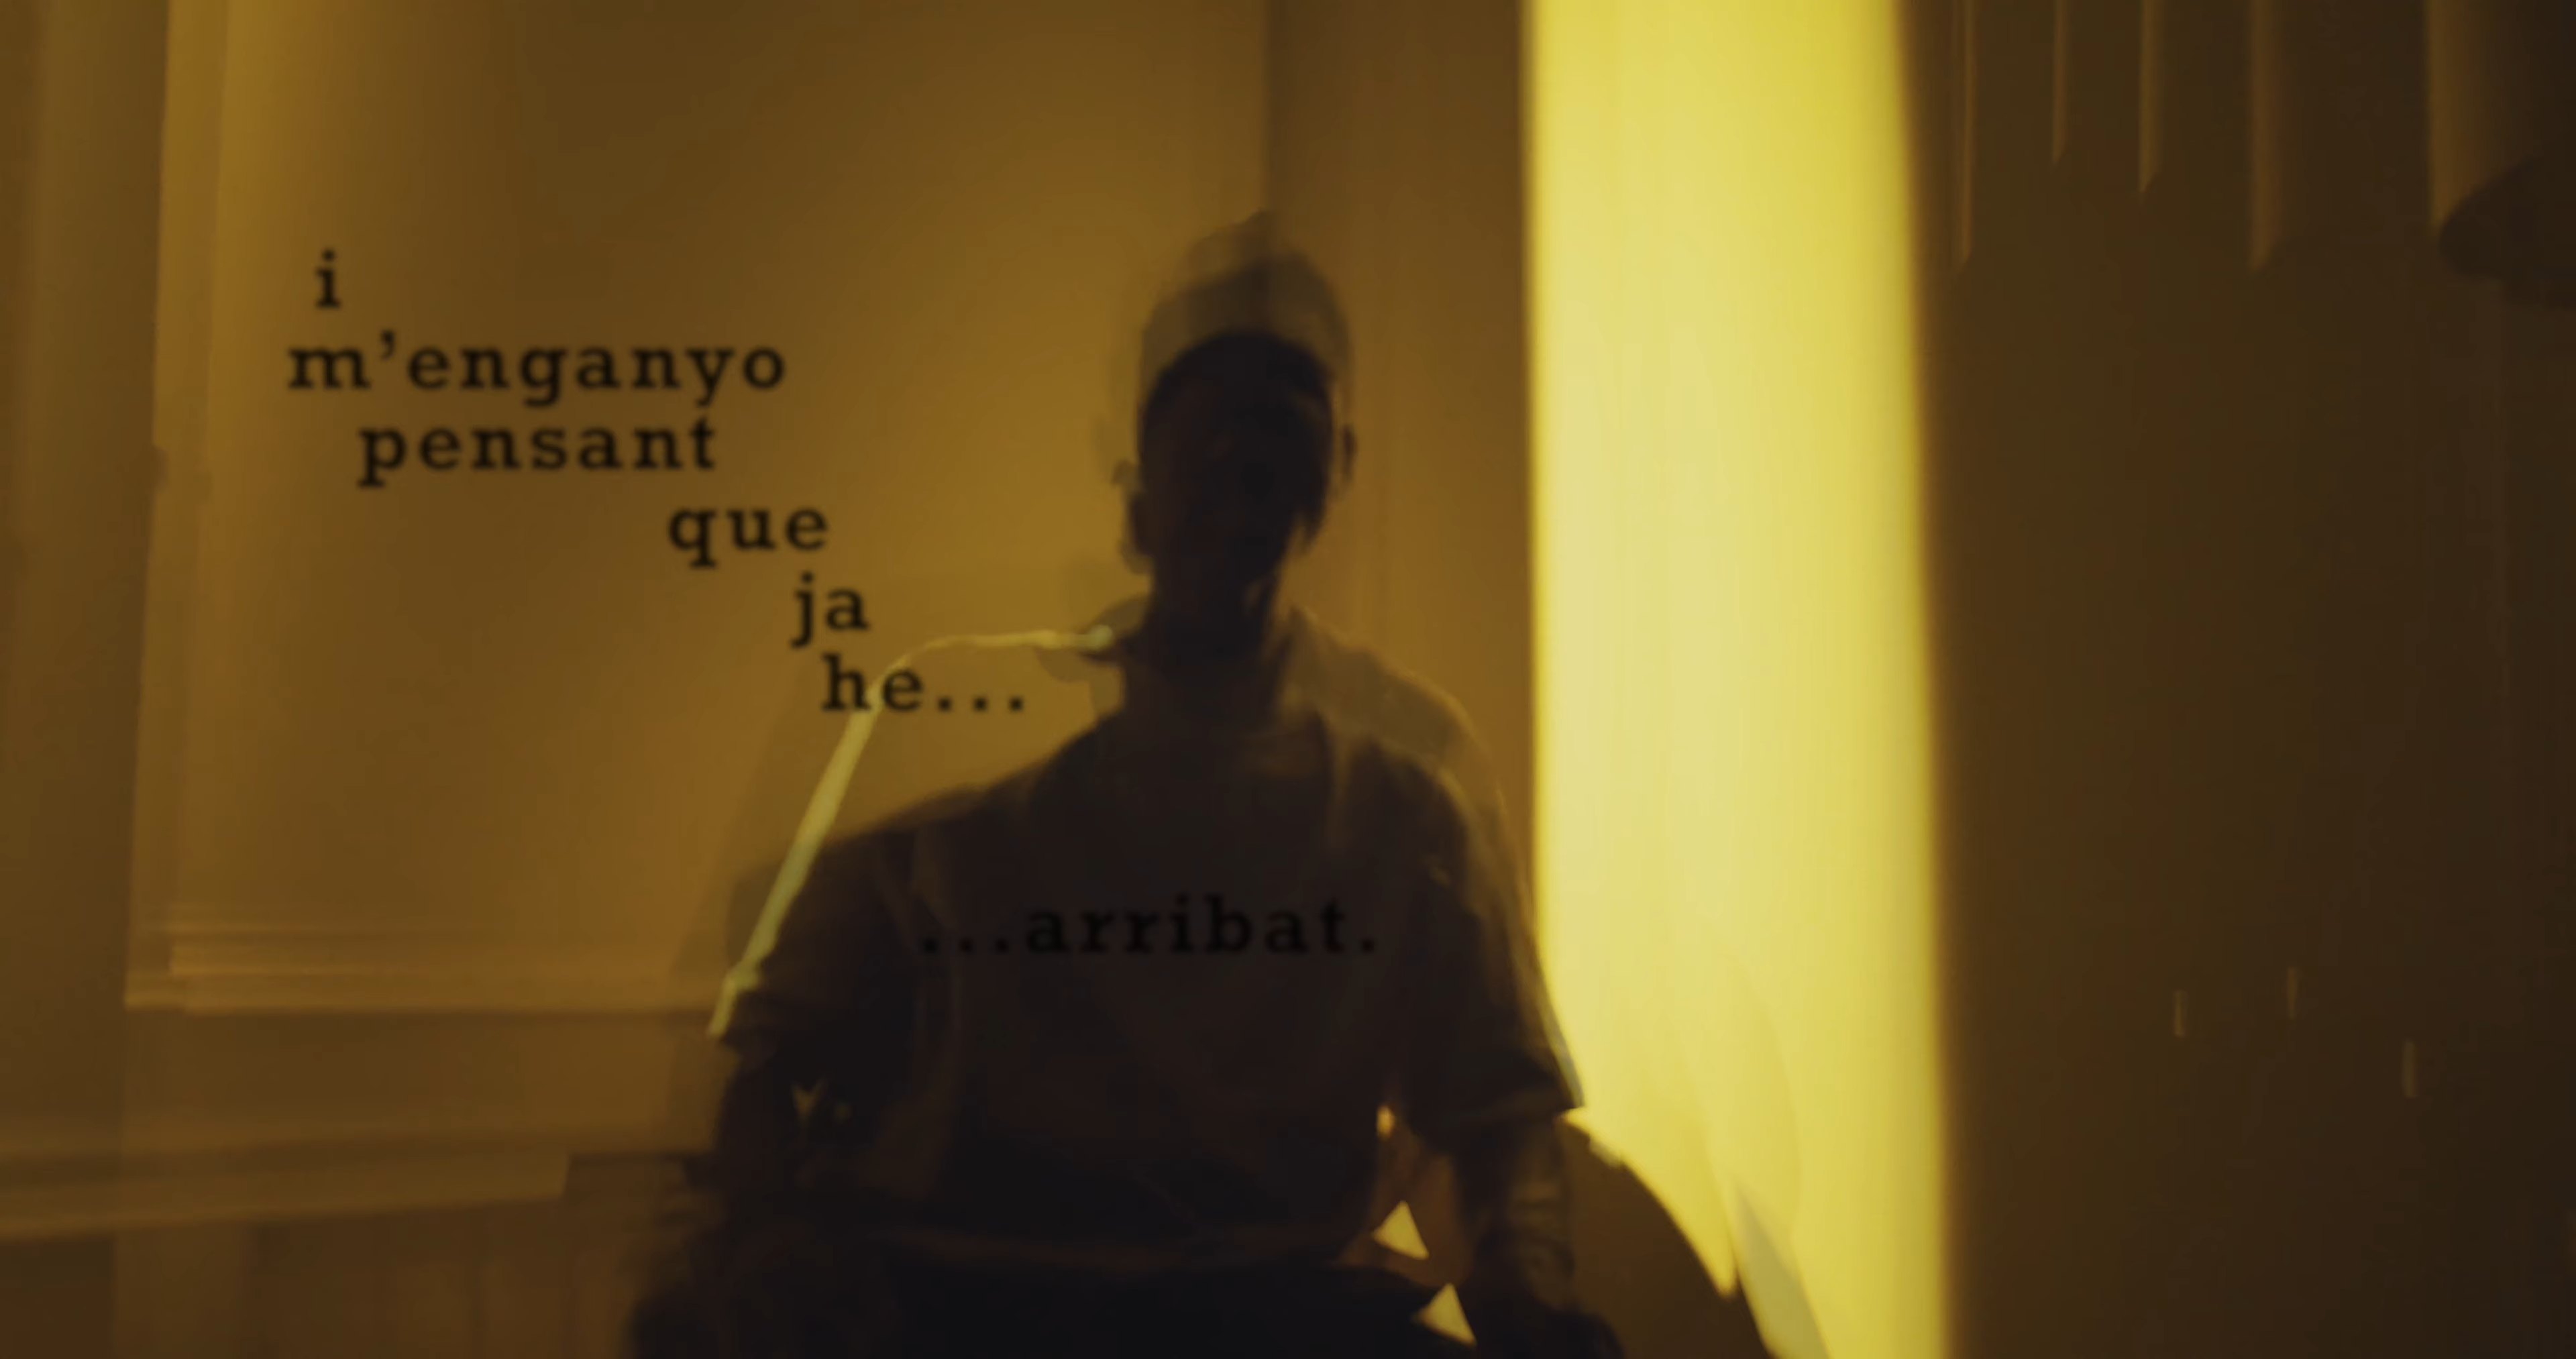 i
m’enganyo
pensant
que
ja
he...
...arribat.